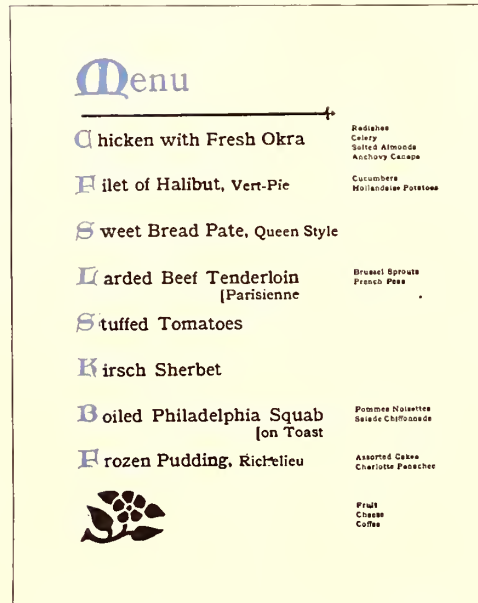 Menu
Chicken with Fresh Okra
Radishes
Celery
Salted Almonds
Anchovy Canape
Filet of Halibut, Vert-Pie
Cucumbers
Hollandaise Potatoes
Sweet Bread Pate, Queen Style
Larded Beef Tenderloin
[Parisienne
Brussel Sprouts
French Peas
Stuffed Tomatoes
Kirsch Sherbet
Boiled Philadelphia Squab
[on Toast
Pommes Noisettes
Salade Chiffonnade
Frozen Pudding, Richelieu
Assorted Cakes
Charlotte Panachee
Fruit
Cheese
Coffee